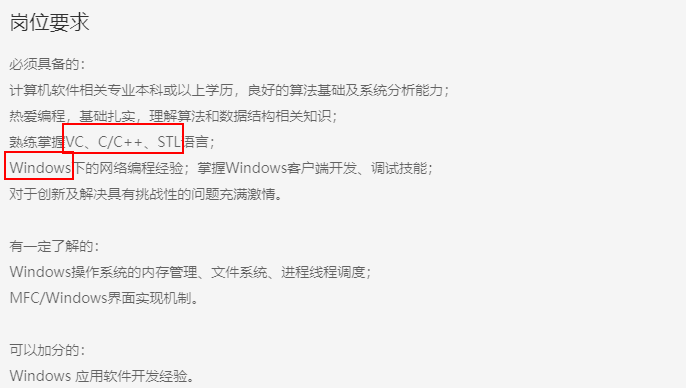 岗位要求
必须具备的：
计算机软件相关专业本科或以上学历，良好的算法基础及系统分析能力；
热爱编程，基础扎实，理解算法和数据结构相关知识；
熟练掌握VC、C/C++、STL语言；
Windows下的网络编程经验；掌握Windows客户端开发、调试技能；
对于创新及解决具有挑战性的问题充满激情。
有一定了解的：
Windows操作系统的内存管理、文件系统、进程线程调度；
MFC/Windows界面实现机制。
可以加分的：
Windows 应用软件开发经验。